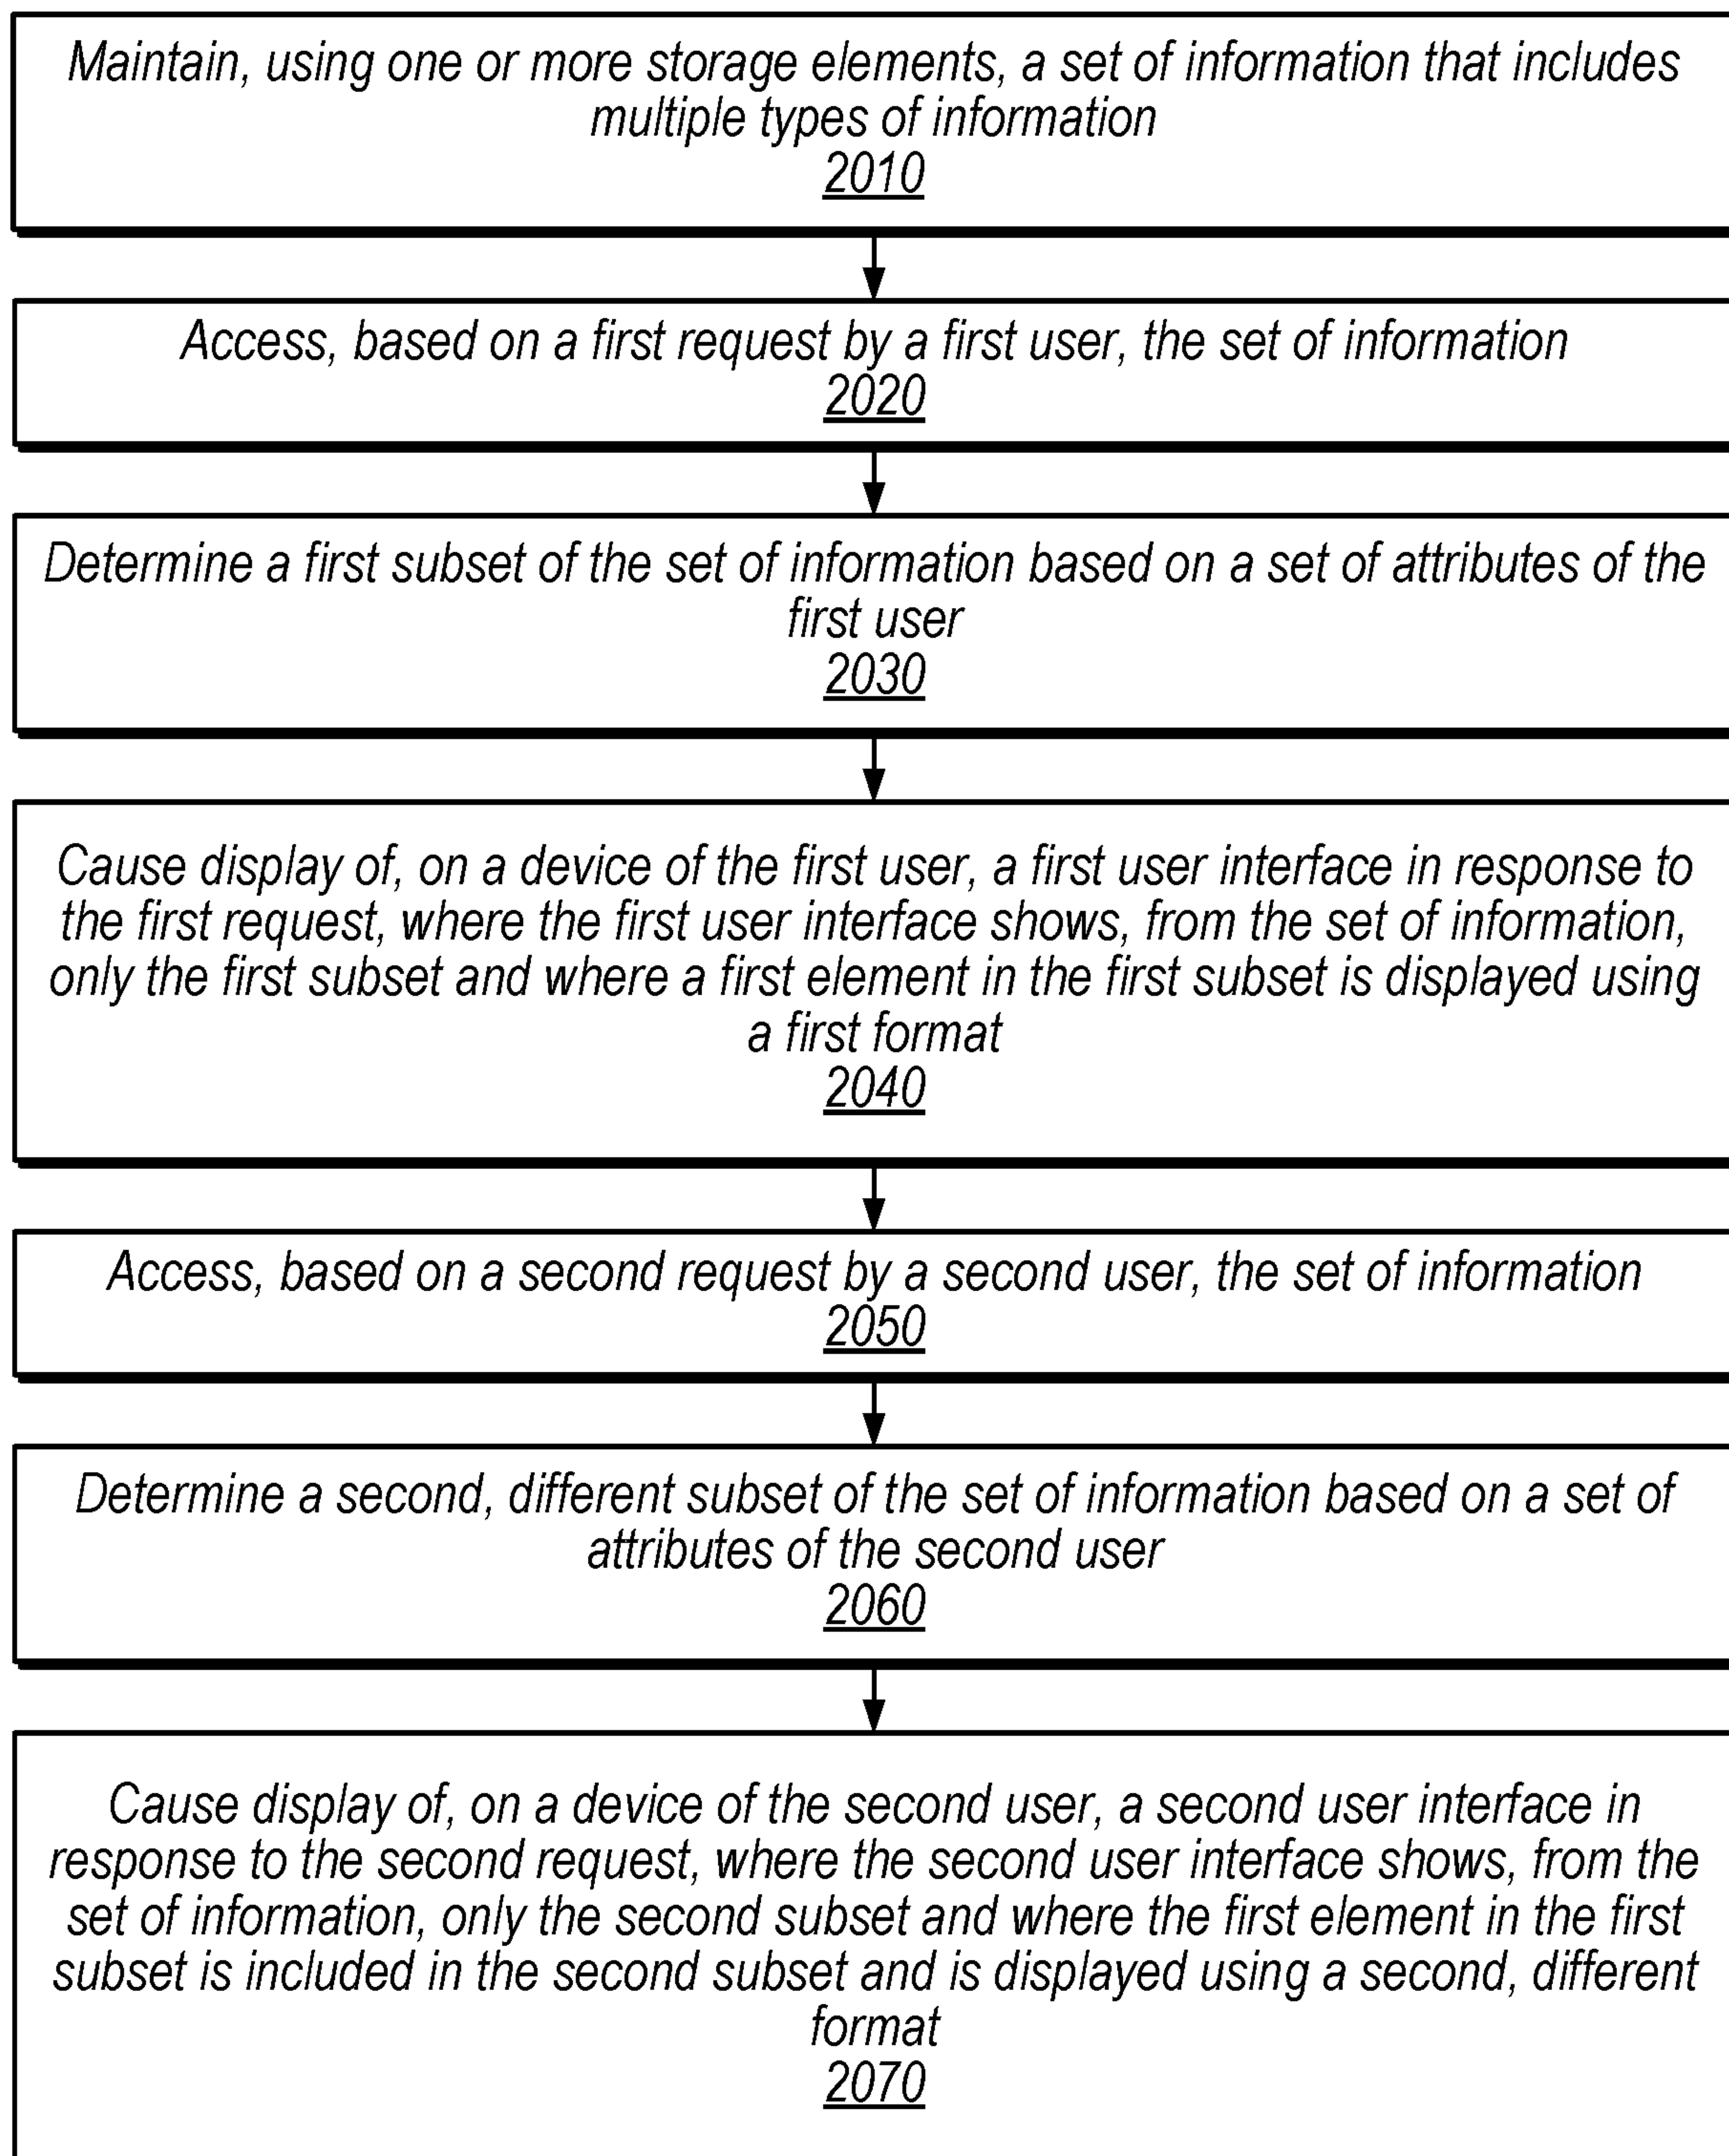 Maintain, using one or more storage elements, a set of information that includes
multiple types of information
2010
Access, based on a first request by a first user, the set of information
2020
Determine a first subset of the set of information based on a set of attributes of the
first user
2030
Cause display of, on a device of the first user, a first user interface in response to
the first request, where the first user interface shows, from the set of information,
only the first subset and where a first element in the first subset is displayed using
a first format
2040
Access, based on a second request by a second user, the set of information
2050
Determine a second, different subset of the set of information based on a set of
attributes of the second user
2060
Cause display of, on a device of the second user, a second user interface in
response to the second request, where the second user interface shows, from the
set of information, only the second subset and where the first element in the first
subset is included in the second subset and is displayed using a second, different
format
2070